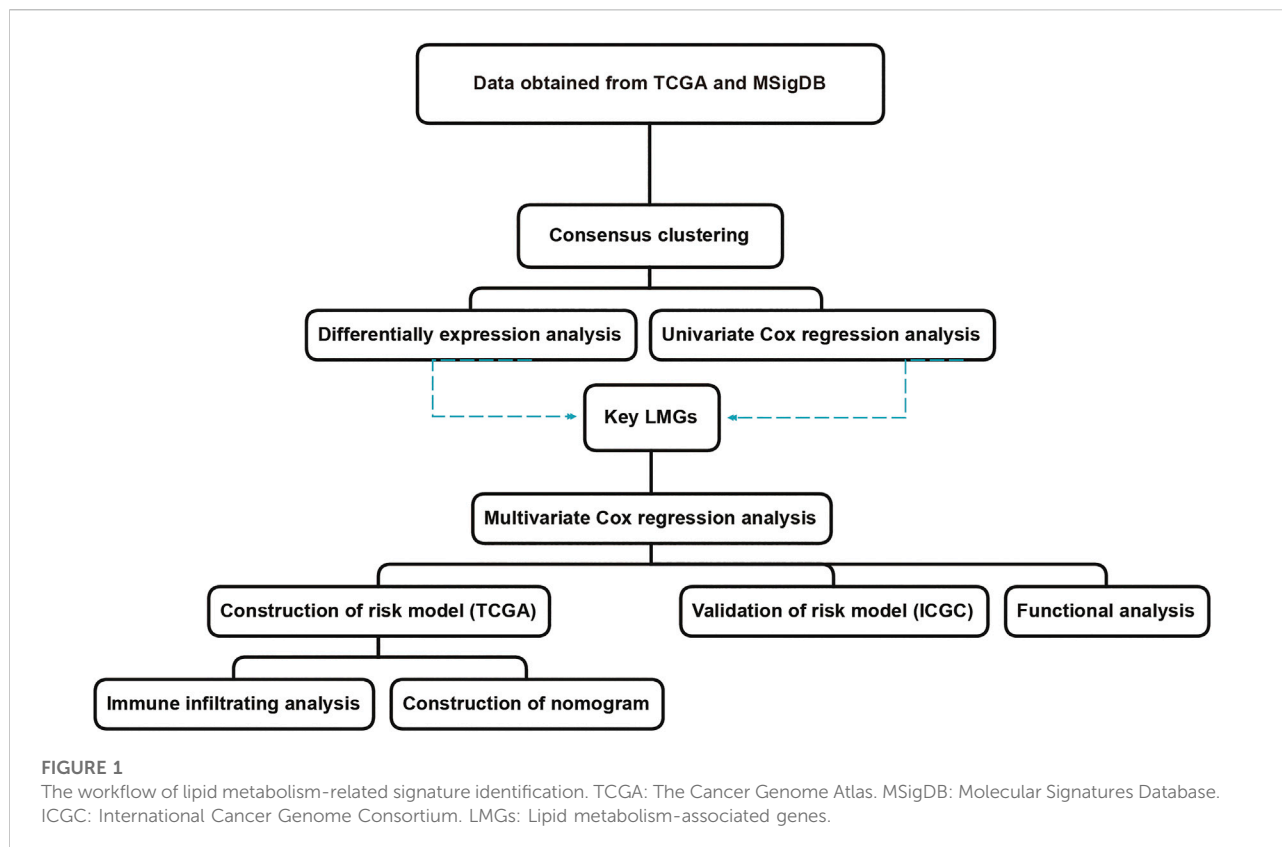 Data obtained from TCGA and MSigDB
Consensus clustering
Differentially expression analysis
Univariate Cox regression analysis
Key LMGs
Multivariate Cox regression analysis
Construction of risk model (TCGA)
Validation of risk model (ICGC)
Functional analysis
Immune infiltrating analysis
Construction of nomogram
FIGURE 1
The workflow of lipid metabolism-related signature identification. TCGA: The Cancer Genome Atlas. MSigDB: Molecular Signatures Database.
ICGC: International Cancer Genome Consortium. LMGs: Lipid metabolism-associated genes.